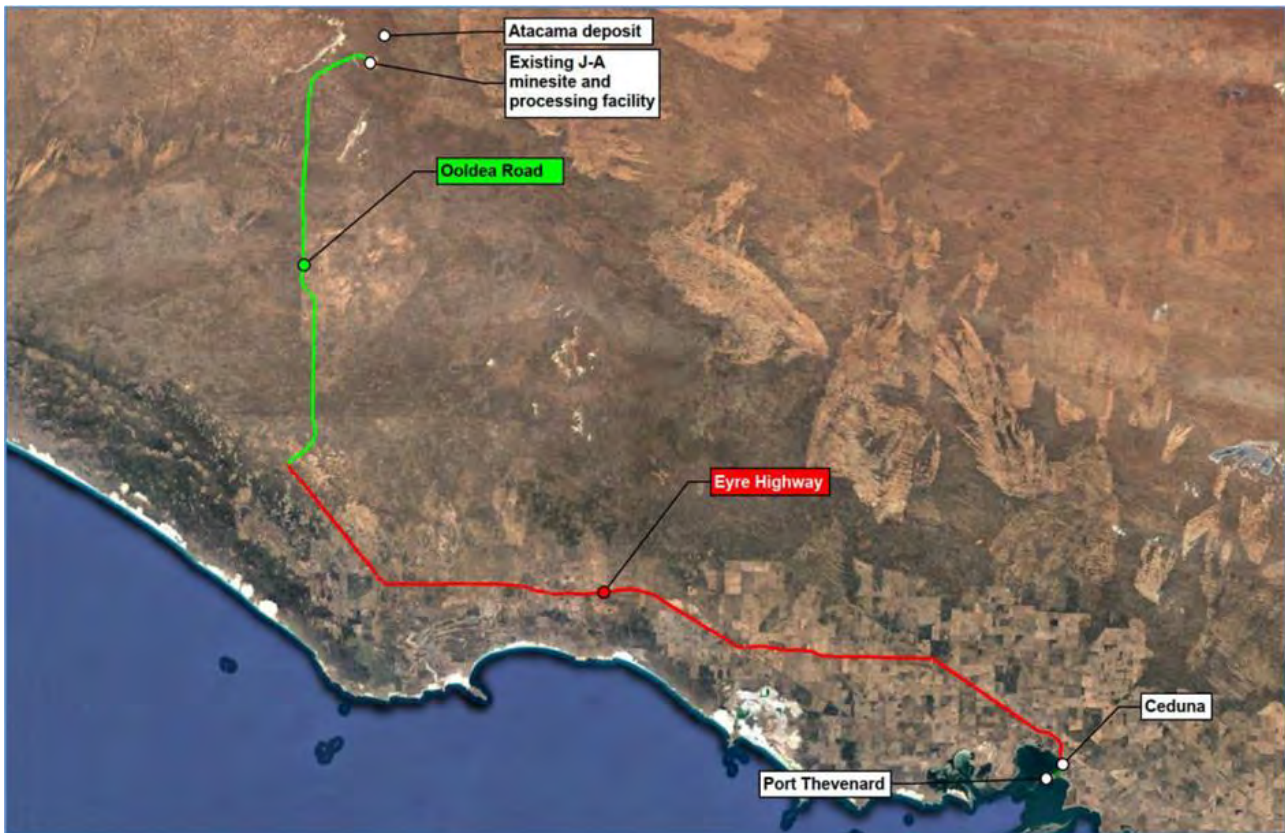 Atacama deposit
Existing J-A
minesite and
processing facility
Ooldea Road
Eyre Highway
Ceduna
Port Thevenard